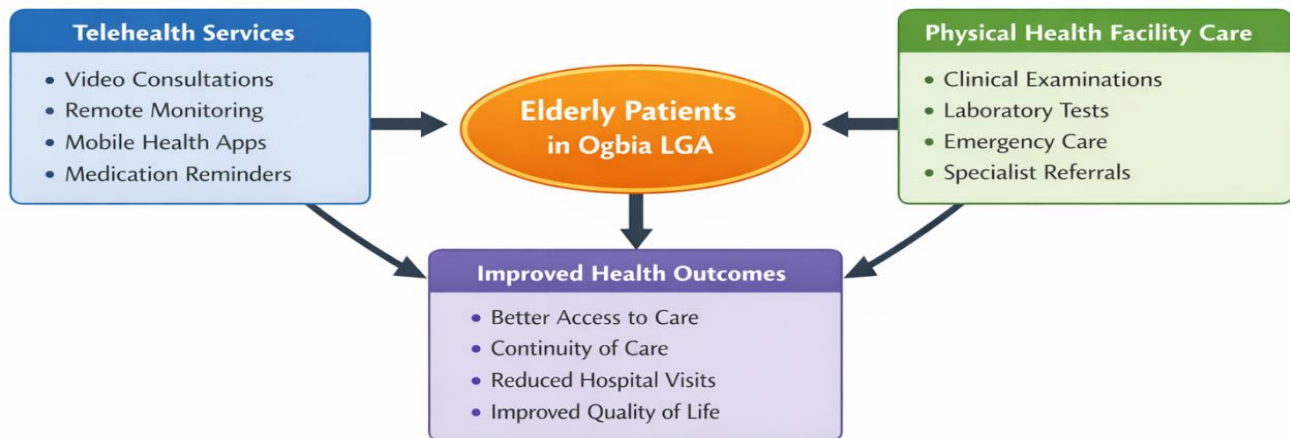 Telehealth Services
• Video Consultations
• Remote Monitoring
• Mobile Health Apps
• Medication Reminders
Elderly Patients
in Ogbia LGA
Physical Health Facility Care
• Clinical Examinations
• Laboratory Tests
• Emergency Care
• Specialist Referrals
Improved Health Outcomes
• Better Access to Care
• Continuity of Care
• Reduced Hospital Visits
• Improved Quality of Life